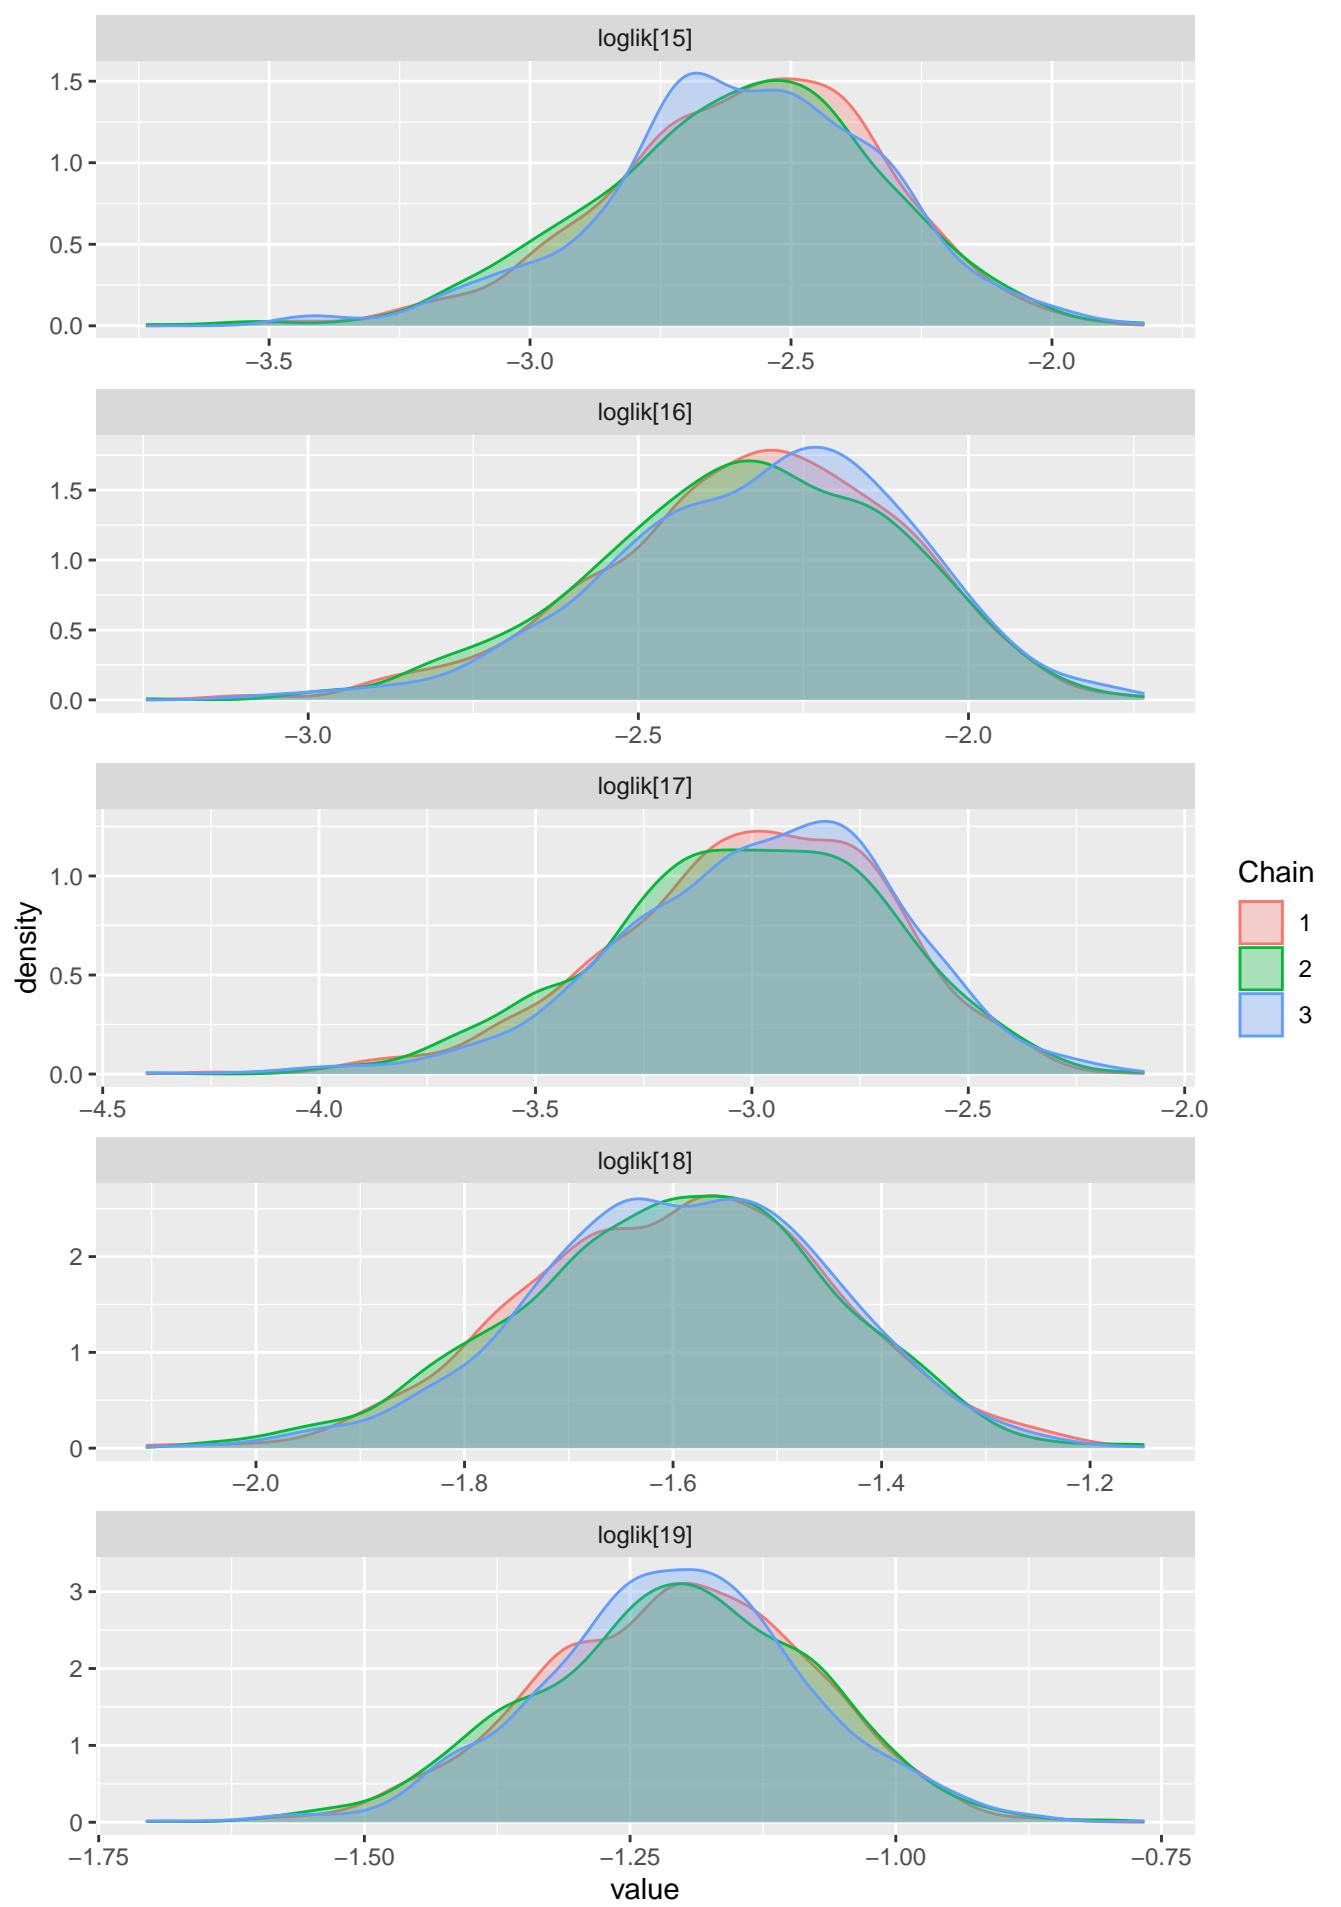 loglik[15]
1.5
1.0
0.5
0.0
−3.5 −3.0 −2.5 −2.0
loglik[16]
1.5
1.0
0.5
0.0
−3.0 −2.5 −2.0
loglik[17]
1.0
0.5
0.0
−4.5 −4.0 −3.5 −3.0 −2.5 −2.0
loglik[18]
2
1
0
−2.0 −1.8 −1.6 −1.4 −1.2
loglik[19]
3
2
1
0
−1.75 −1.50 −1.25 −1.00 −0.75
value
density
Chain
1
2
3